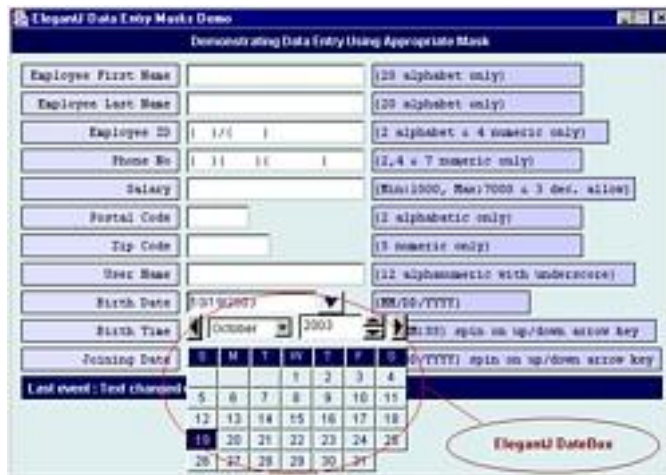 ElegantJ Data Entry Masks Demo
Demonstrating Data Entry Using Appropriate Mask
Employee First Name (20 alphabet only)
Employee Last Name (20 alphabet only)
Employee ID ( )/( ) (2 alphabet & 4 numeric only)
Phone No ( )( )( ) (2,4 & 7 numeric only)
Salary (Min:1000, Max:7000 & 3 dec. allow)
Postal Code (2 alphabetic only)
Zip Code (5 numeric only)
User Name (12 alphanumeric with underscore)
Birth Date 10/19/2003 (MM/DD/YYYY)
Birth Time spin on up/down arrow key
October 2003
Joining Date /YYYY) spin on up/down arrow key
S M T W T F S
Last event : Text changed
1 2 3 4
5 6 7 8 9 10 11
12 13 14 15 16 17 18
19 20 21 22 23 24 25
26 27 28 29 30 31
ElegantJ DateBox